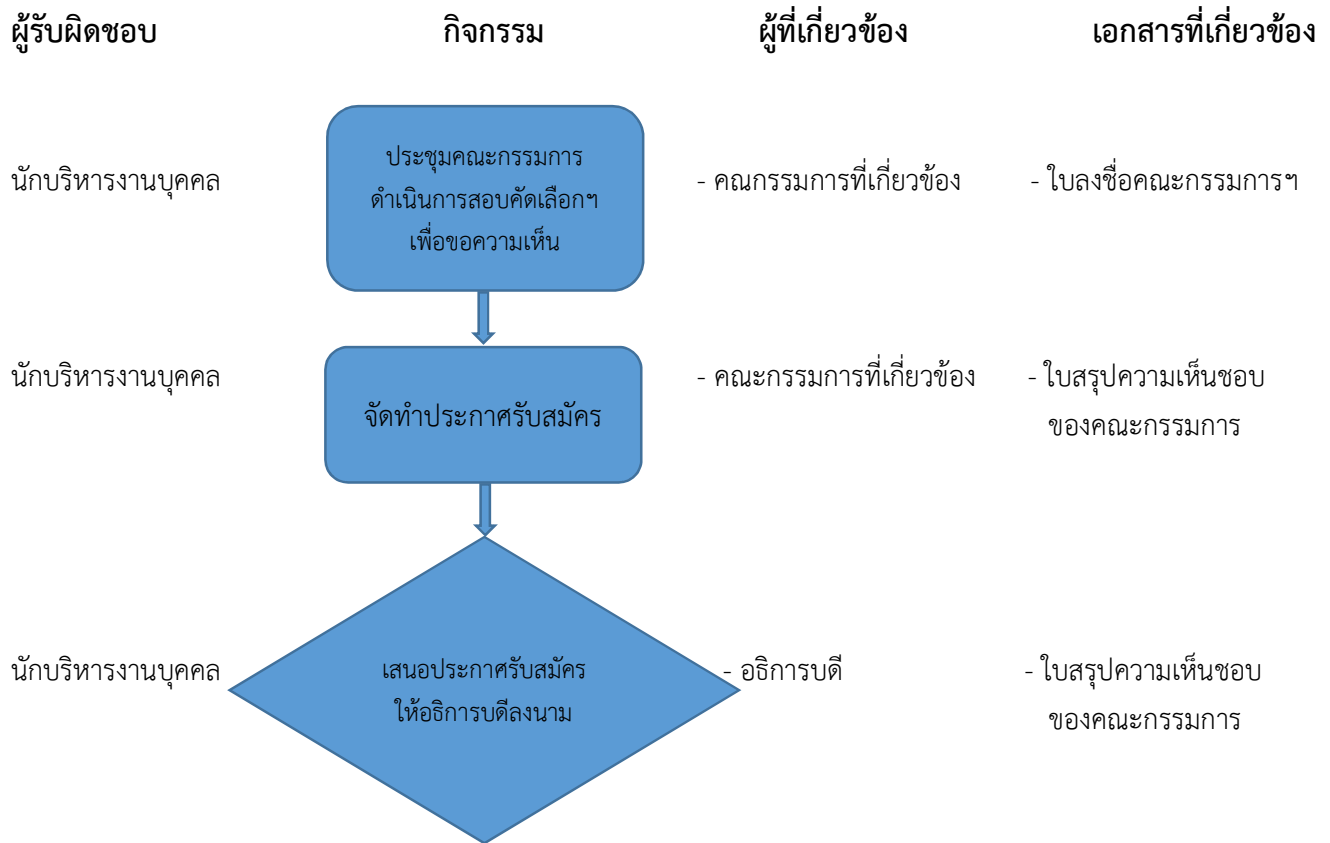 ผู้รับผิดชอบ กิจกรรม ผู้ที่เกี่ยวข้อง เอกสารที่เกี่ยวข้อง
ประชุมคณะกรรมการ
นักบริหารงานบุคคล ดำเนินการสอบคัดเลือกฯ - คณกรรมการที่เกี่ยวข้อง - ใบลงชื่อคณะกรรมการฯ
เพื่อขอความเห็น
นักบริหารงานบุคคล - คณะกรรมการที่เกี่ยวข้อง - ใบสรุปความเห็นชอบ
จัดทำประกาศรับสมัคร ของคณะกรรมการ
นักบริหารงานบุคคล เสนอประกาศรับสมัคร - อธิการบดี - ใบสรุปความเห็นชอบ
ให้อธิการบดีลงนาม ของคณะกรรมการ